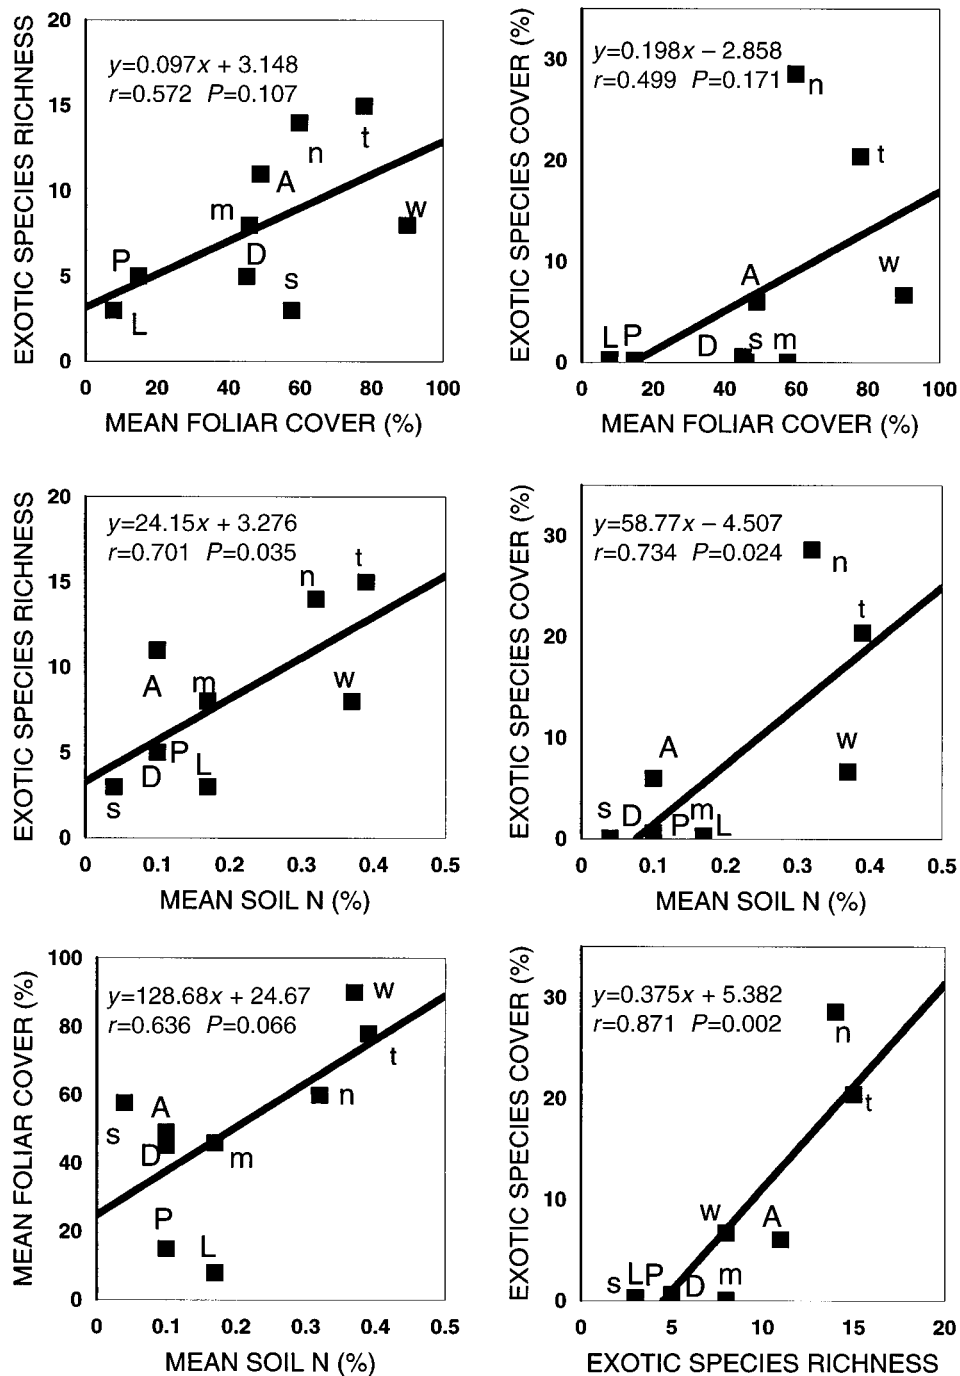 EXOTIC SPECIES RICHNESS
20
15
10
5
0
y=0.097x + 3.148
r=0.572 P=0.107
t
n
A
m
w
P
D
s
L
0 20 40 60 80 100
MEAN FOLIAR COVER (%)
EXOTIC SPECIES COVER (%)
30
20
10
0
y=0.198x − 2.858
r=0.499 P=0.171
n
t
A
w
L P D s m
0 20 40 60 80 100
MEAN FOLIAR COVER (%)
EXOTIC SPECIES RICHNESS
20
15
10
5
0
y=24.15x + 3.276
r=0.701 P=0.035
n t
A m w
D P L
s
0 0.1 0.2 0.3 0.4 0.5
MEAN SOIL N (%)
EXOTIC SPECIES COVER (%)
30
20
10
0
y=58.77x − 4.507
r=0.734 P=0.024
n
t
A w
s D P m L
0 0.1 0.2 0.3 0.4 0.5
MEAN SOIL N (%)
MEAN FOLIAR COVER (%)
100
80
60
40
20
0
y=128.68x + 24.67
r=0.636 P=0.066
w
t
n
A
s
D m
P L
0 0.1 0.2 0.3 0.4 0.5
MEAN SOIL N (%)
EXOTIC SPECIES COVER (%)
30
20
10
0
y=0.375x + 5.382
r=0.871 P=0.002
n
t
w A
s L P D m
0 5 10 15 20
EXOTIC SPECIES RICHNESS